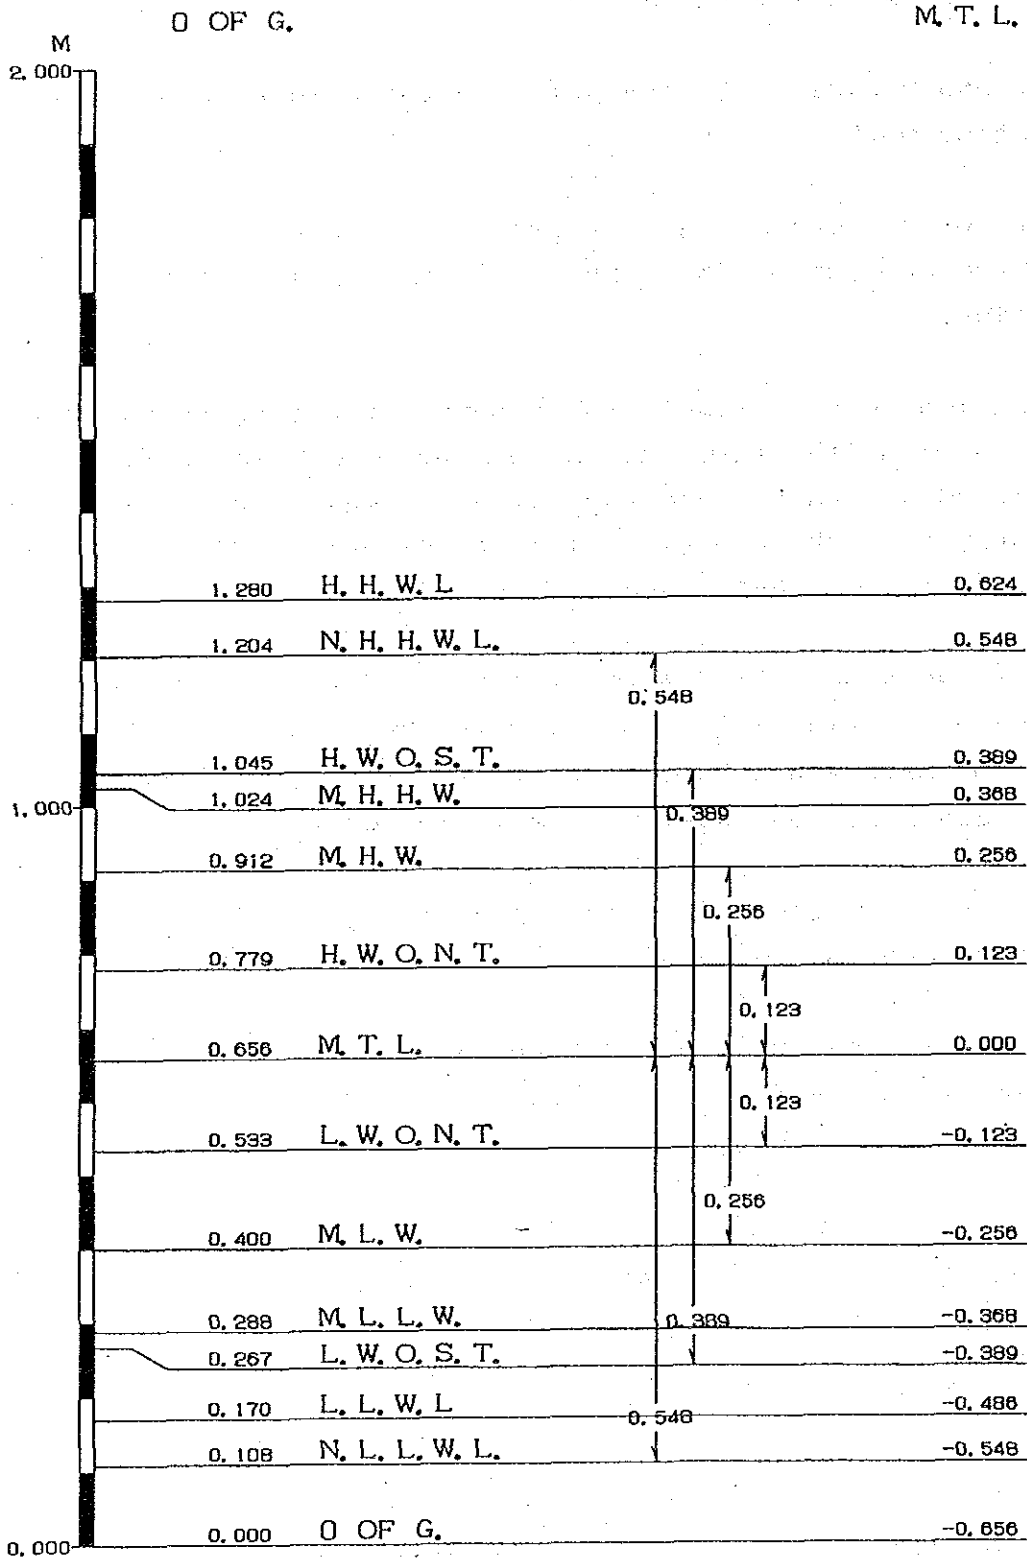 0 OF G. M. T. L.
M
2.000
1.280 H. H. W. L 0.624
1.204 N. H. H. W. L. 0.548
0.548
1.045 H. W. O. S. T. 0.389
1.024 M. H. H. W. 0.368
1.000
0.389
0.912 M. H. W. 0.256
0.256
0.779 H. W. O. N. T. 0.123
0.123
0.656 M. T. L. 0.000
0.123
0.533 L. W. O. N. T. -0.123
0.256
0.400 M. L. W. -0.256
0.288 M. L. L. W. 0.389 -0.368
0.267 L. W. O. S. T. -0.389
0.170 L. L. W. L 0.548 -0.486
0.108 N. L. L. W. L. -0.548
0.000 0.000 0 OF G. -0.656